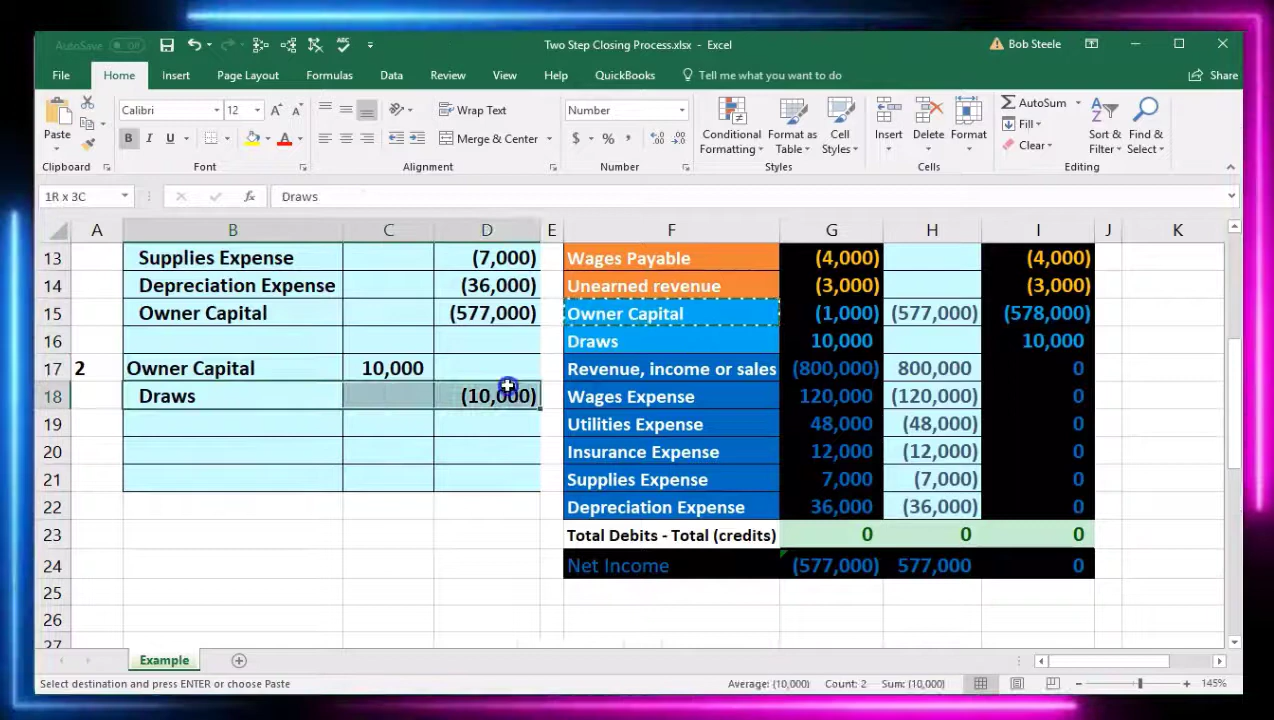 AutoSave Off
Two Step Closing Process.xlsx - Excel
Bob Steele
File Home Insert Page Layout Formulas Data Review View Help QuickBooks Tell me what you want to do Share
Calibri 12 Wrap Text Number AutoSum
Paste Merge & Center Conditional Formatting Format as Table Cell Styles Insert Delete Format Fill Clear Sort & Filter Find & Select
Clipboard Font Alignment Number Styles Cells Editing
1R x 3C fx Draws
A B C D E F G H I J K
13 Supplies Expense (7,000) Wages Payable (4,000) (4,000)
14 Depreciation Expense (36,000) Unearned revenue (3,000) (3,000)
15 Owner Capital (577,000) Owner Capital (1,000) (577,000) (578,000)
16 Draws 10,000 10,000
17 2 Owner Capital 10,000 Revenue, income or sales (800,000) 800,000 0
18 Draws (10,000) Wages Expense 120,000 (120,000) 0
19 Utilities Expense 48,000 (48,000) 0
20 Insurance Expense 12,000 (12,000) 0
21 Supplies Expense 7,000 (7,000) 0
22 Depreciation Expense 36,000 (36,000) 0
23 Total Debits - Total (credits) 0 0 0
24 Net Income (577,000) 577,000 0
25
26
27
Example
Select destination and press ENTER or choose Paste Average: (10,000) Count: 2 Sum: (10,000) 145%